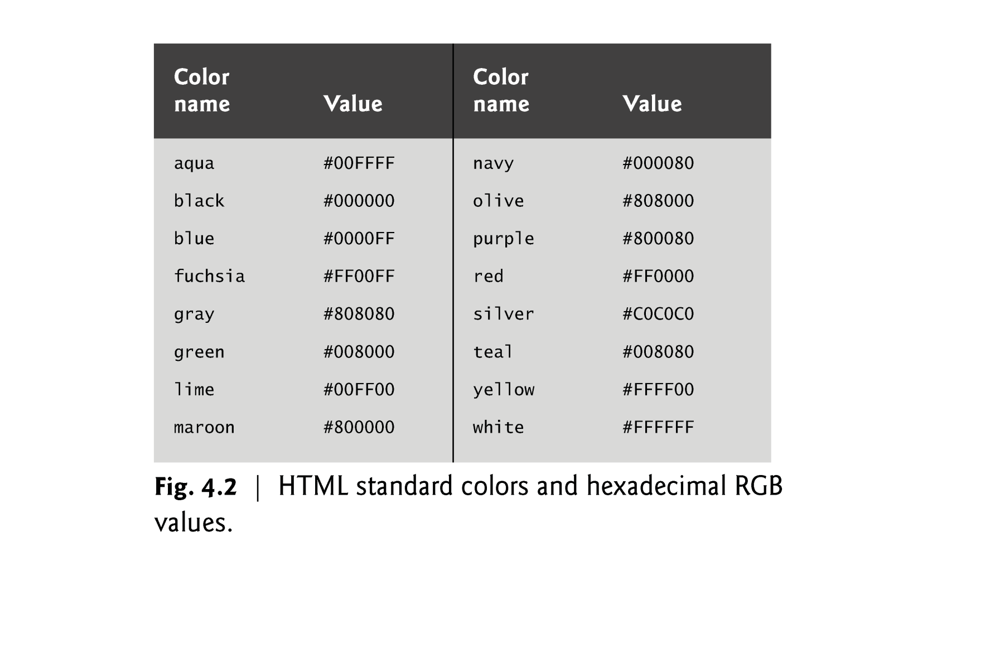 Color name Value Color name Value
aqua #00FFFF navy #000080
black #000000 olive #808000
blue #0000FF purple #800080
fuchsia #FF00FF red #FF0000
gray #808080 silver #C0C0C0
green #008000 teal #008080
lime #00FF00 yellow #FFFF00
maroon #800000 white #FFFFFF
Fig. 4.2 | HTML standard colors and hexadecimal RGB
values.